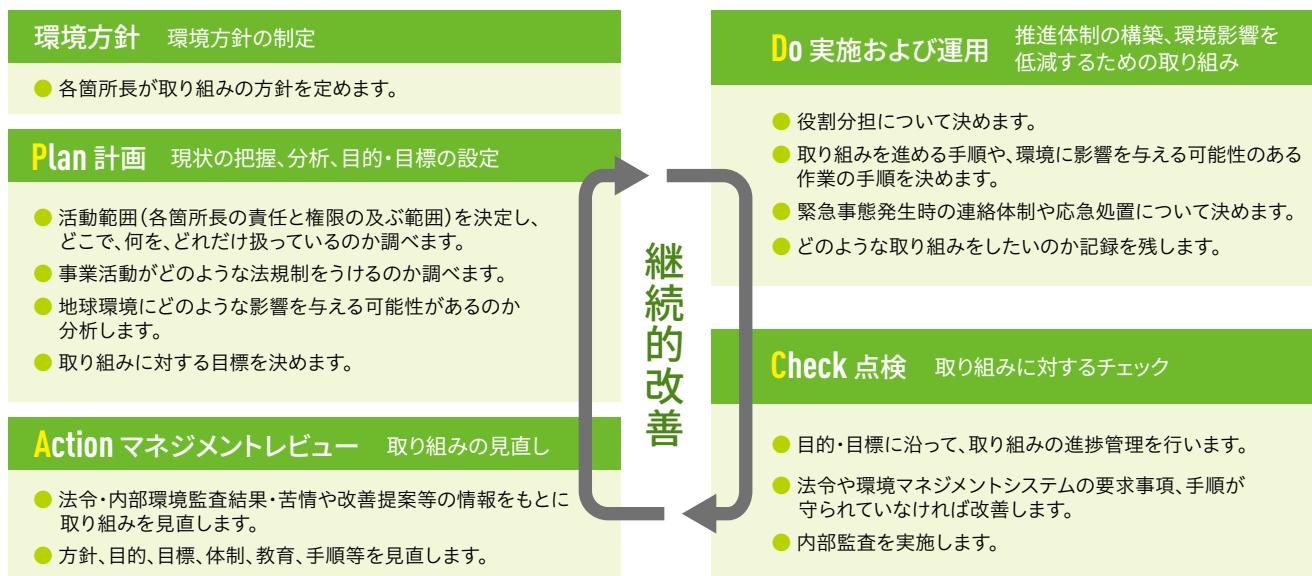 環境方針 環境方針の制定
● 各箇所長が取り組みの方針を定めます。
Plan 計画 現状の把握、分析、目的・目標の設定
● 活動範囲(各箇所長の責任と権限の及ぶ範囲)を決定し、
どこで、何を、どれだけ扱っているのか調べます。
● 事業活動がどのような法規制をうけるのか調べます。
● 地球環境にどのような影響を与える可能性があるのか
分析します。
● 取り組みに対する目標を決めます。
Action マネジメントレビュー 取り組みの見直し
● 法令・内部環境監査結果・苦情や改善提案等の情報をもとに
取り組みを見直します。
● 方針、目的、目標、体制、教育、手順等を見直します。
継続的改善
Do 実施および運用 推進体制の構築、環境影響を
低減するための取り組み
● 役割分担について決めます。
● 取り組みを進める手順や、環境に影響を与える可能性のある
作業の手順を決めます。
● 緊急事態発生時の連絡体制や応急処置について決めます。
● どのような取り組みをしたいのか記録を残します。
Check 点検 取り組みに対するチェック
● 目的・目標に沿って、取り組みの進捗管理を行います。
● 法令や環境マネジメントシステムの要求事項、手順が
守られていなければ改善します。
● 内部監査を実施します。